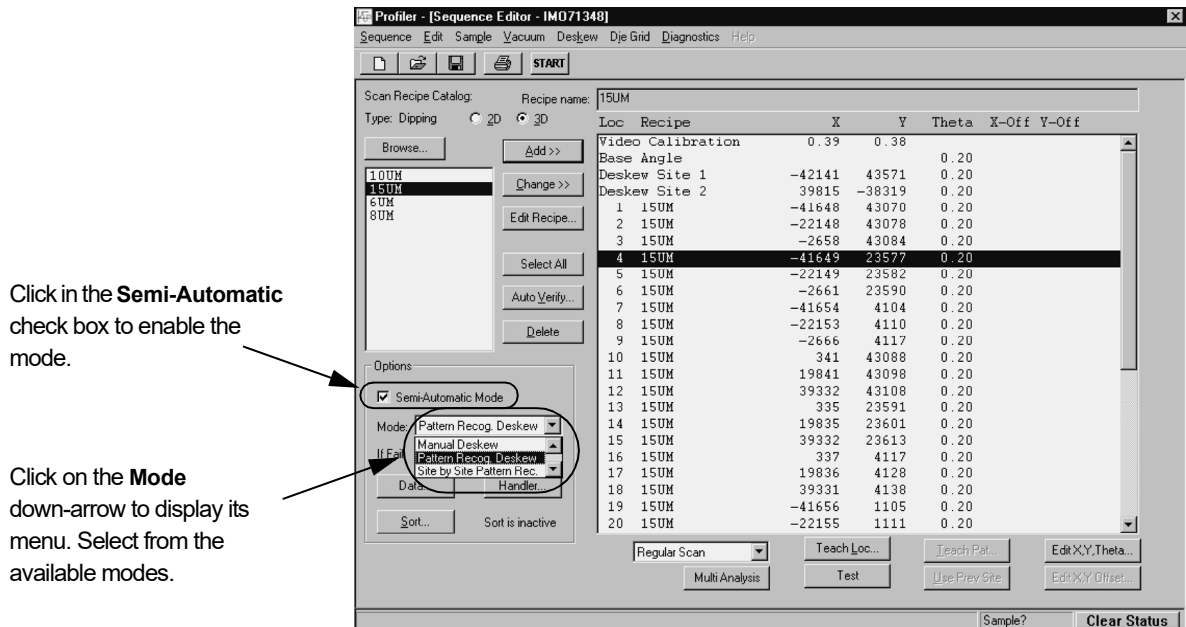 Profiler - [Sequence Editor - IMO71348]
Sequence Edit Sample Vacuum Deskew Dje Grid Diagnostics Help
START
Scan Recipe Catalog:
Recipe name: 15UM
Type: Dipping 2D 3D
Browse...
10UM
15UM
6UM
8UM
Add >>
Change >>
Edit Recipe...
Select All
Auto Verify...
Delete
Loc Recipe X Y Theta X-Off Y-Off
Video Calibration 0.39 0.38
Base Angle 0.20
Deskew Site 1 -42141 43571 0.20
Deskew Site 2 39815 -38319 0.20
1 15UM -41648 43070 0.20
2 15UM -22148 43078 0.20
3 15UM -2658 43084 0.20
4 15UM -41649 23577 0.20
5 15UM -22149 23582 0.20
6 15UM -2661 23590 0.20
7 15UM -41654 4104 0.20
8 15UM -22153 4110 0.20
9 15UM -2666 4117 0.20
10 15UM 341 43088 0.20
11 15UM 19841 43098 0.20
12 15UM 39332 43108 0.20
13 15UM 335 23591 0.20
14 15UM 19835 23601 0.20
15 15UM 39332 23613 0.20
16 15UM 337 4117 0.20
17 15UM 19836 4128 0.20
18 15UM 39331 4138 0.20
19 15UM -41656 1105 0.20
20 15UM -22155 1111 0.20
Click in the Semi-Automatic
check box to enable the
mode.
Options
Semi-Automatic Mode
Mode: Pattern Recog. Deskew
Manual Deskew
Pattern Recog. Deskew
Site by Site Pattern Rec.
If Fail
Data...
Handler...
Sort...
Sort is inactive
Click on the Mode
down-arrow to display its
menu. Select from the
available modes.
Regular Scan
Multi Analysis
Teach Loc...
Test
Teach Pat...
Use Prev Site
Edit X,Y,Theta...
Edit X,Y Offset...
Sample?
Clear Status